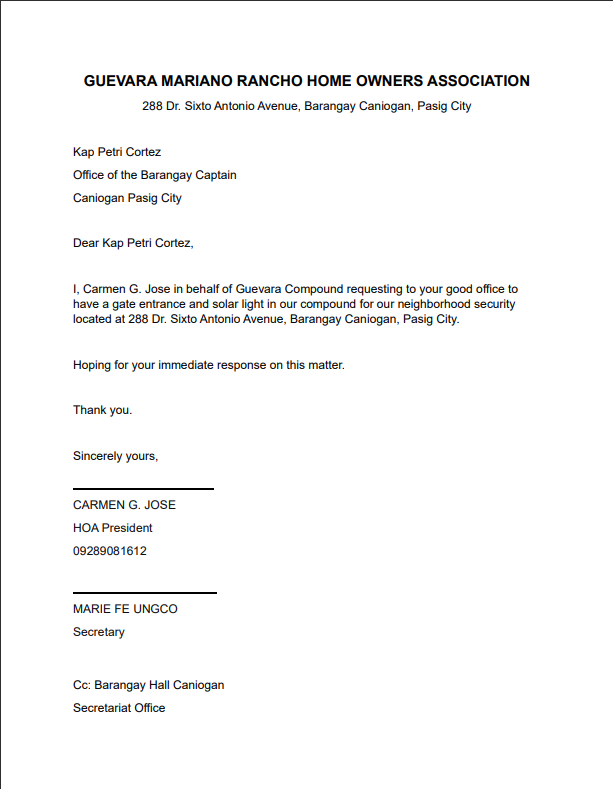 GUEVARA MARIANO RANCHO HOME OWNERS ASSOCIATION
288 Dr. Sixto Antonio Avenue, Barangay Caniogan, Pasig City
Kap Petri Cortez
Office of the Barangay Captain
Caniogan Pasig City
Dear Kap Petri Cortez,
I, Carmen G. Jose in behalf of Guevara Compound requesting to your good office to
have a gate entrance and solar light in our compound for our neighborhood security
located at 288 Dr. Sixto Antonio Avenue, Barangay Caniogan, Pasig City.
Hoping for your immediate response on this matter.
Thank you.
Sincerely yours,
CARMEN G. JOSE
HOA President
09289081612
MARIE FE UNGCO
Secretary
Cc: Barangay Hall Caniogan
Secretariat Office